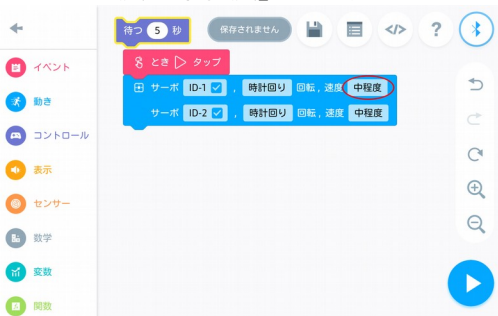 待つ 5 秒
保存されません
</>
?
とき タップ
サーボ ID-1 , 時計回り 回転, 速度 中程度
サーボ ID-2 , 時計回り 回転, 速度 中程度
イベント
動き
コントロール
表示
センサー
数学
変数
関数